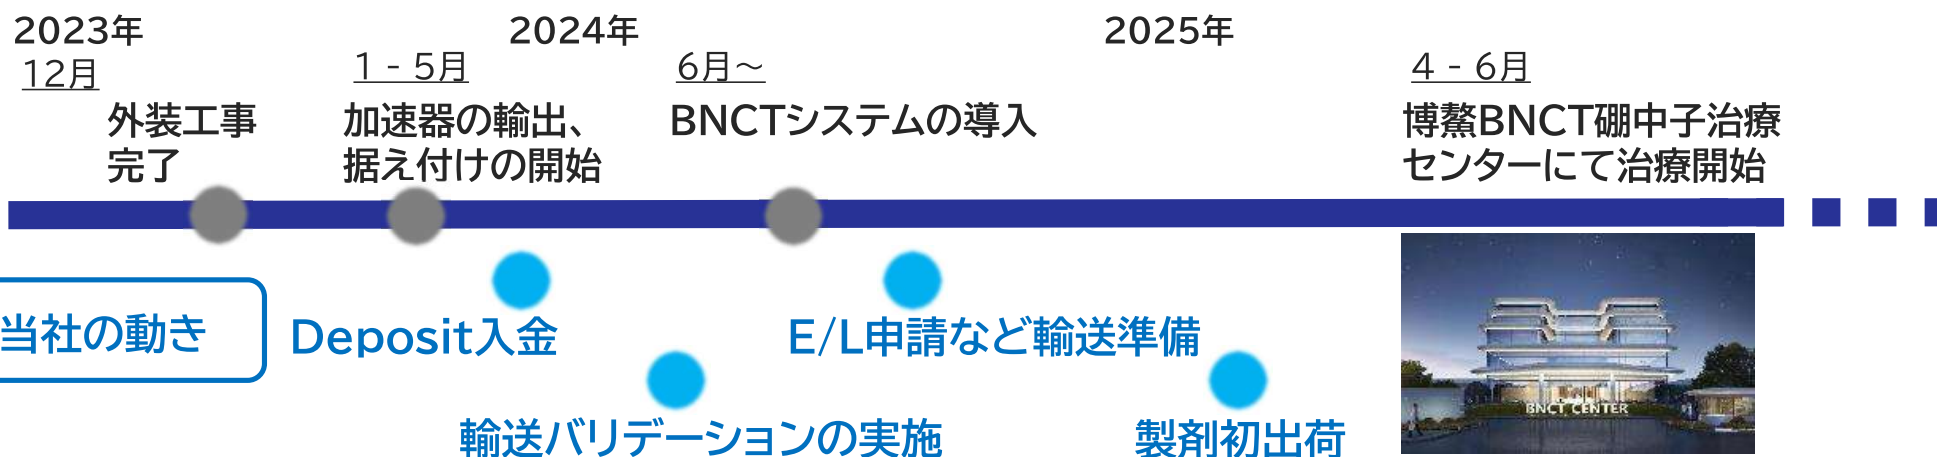 2023年
2024年
2025年
12月
1 - 5月
6月～
4 - 6月
外装工事
完了
加速器の輸出、
据え付けの開始
BNCTシステムの導入
博鰲BNCT硼中子治療
センターにて治療開始
当社の動き
Deposit入金
E/L申請など輸送準備
輸送バリデーションの実施
製剤初出荷
BNCT CENTER